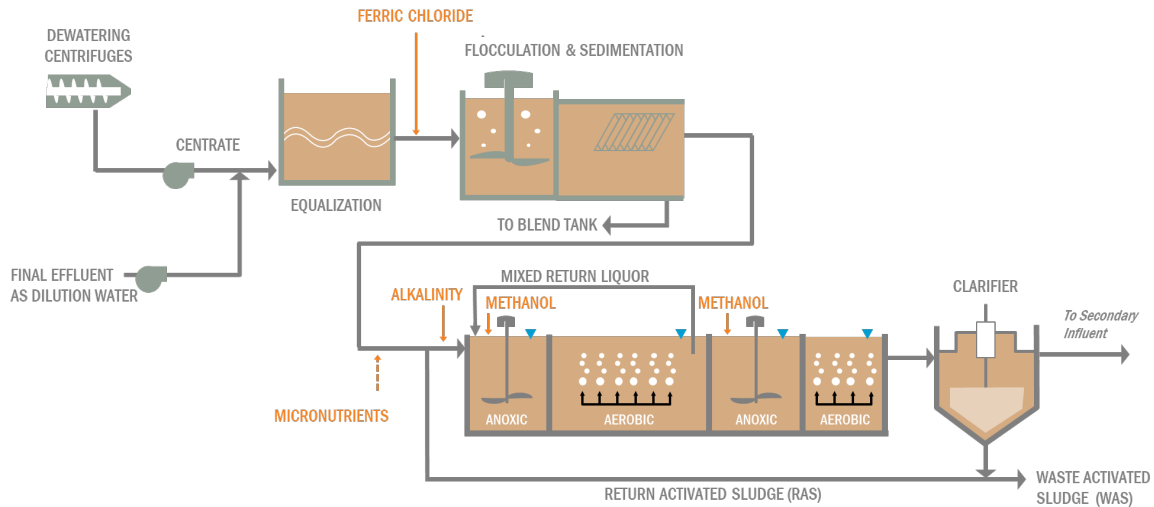 FERRIC CHLORIDE
DEWATERING
CENTRIFUGES
FLOCCULATION & SEDIMENTATION
CENTRATE
EQUALIZATION
TO BLEND TANK
FINAL EFFLUENT
AS DILUTION WATER
MIXED RETURN LIQUOR
ALKALINITY
METHANOL
METHANOL
CLARIFIER
To Secondary
Influent
MICRONUTRIENTS
ANOXIC
AEROBIC
ANOXIC
AEROBIC
RETURN ACTIVATED SLUDGE (RAS)
WASTE ACTIVATED
SLUDGE (WAS)